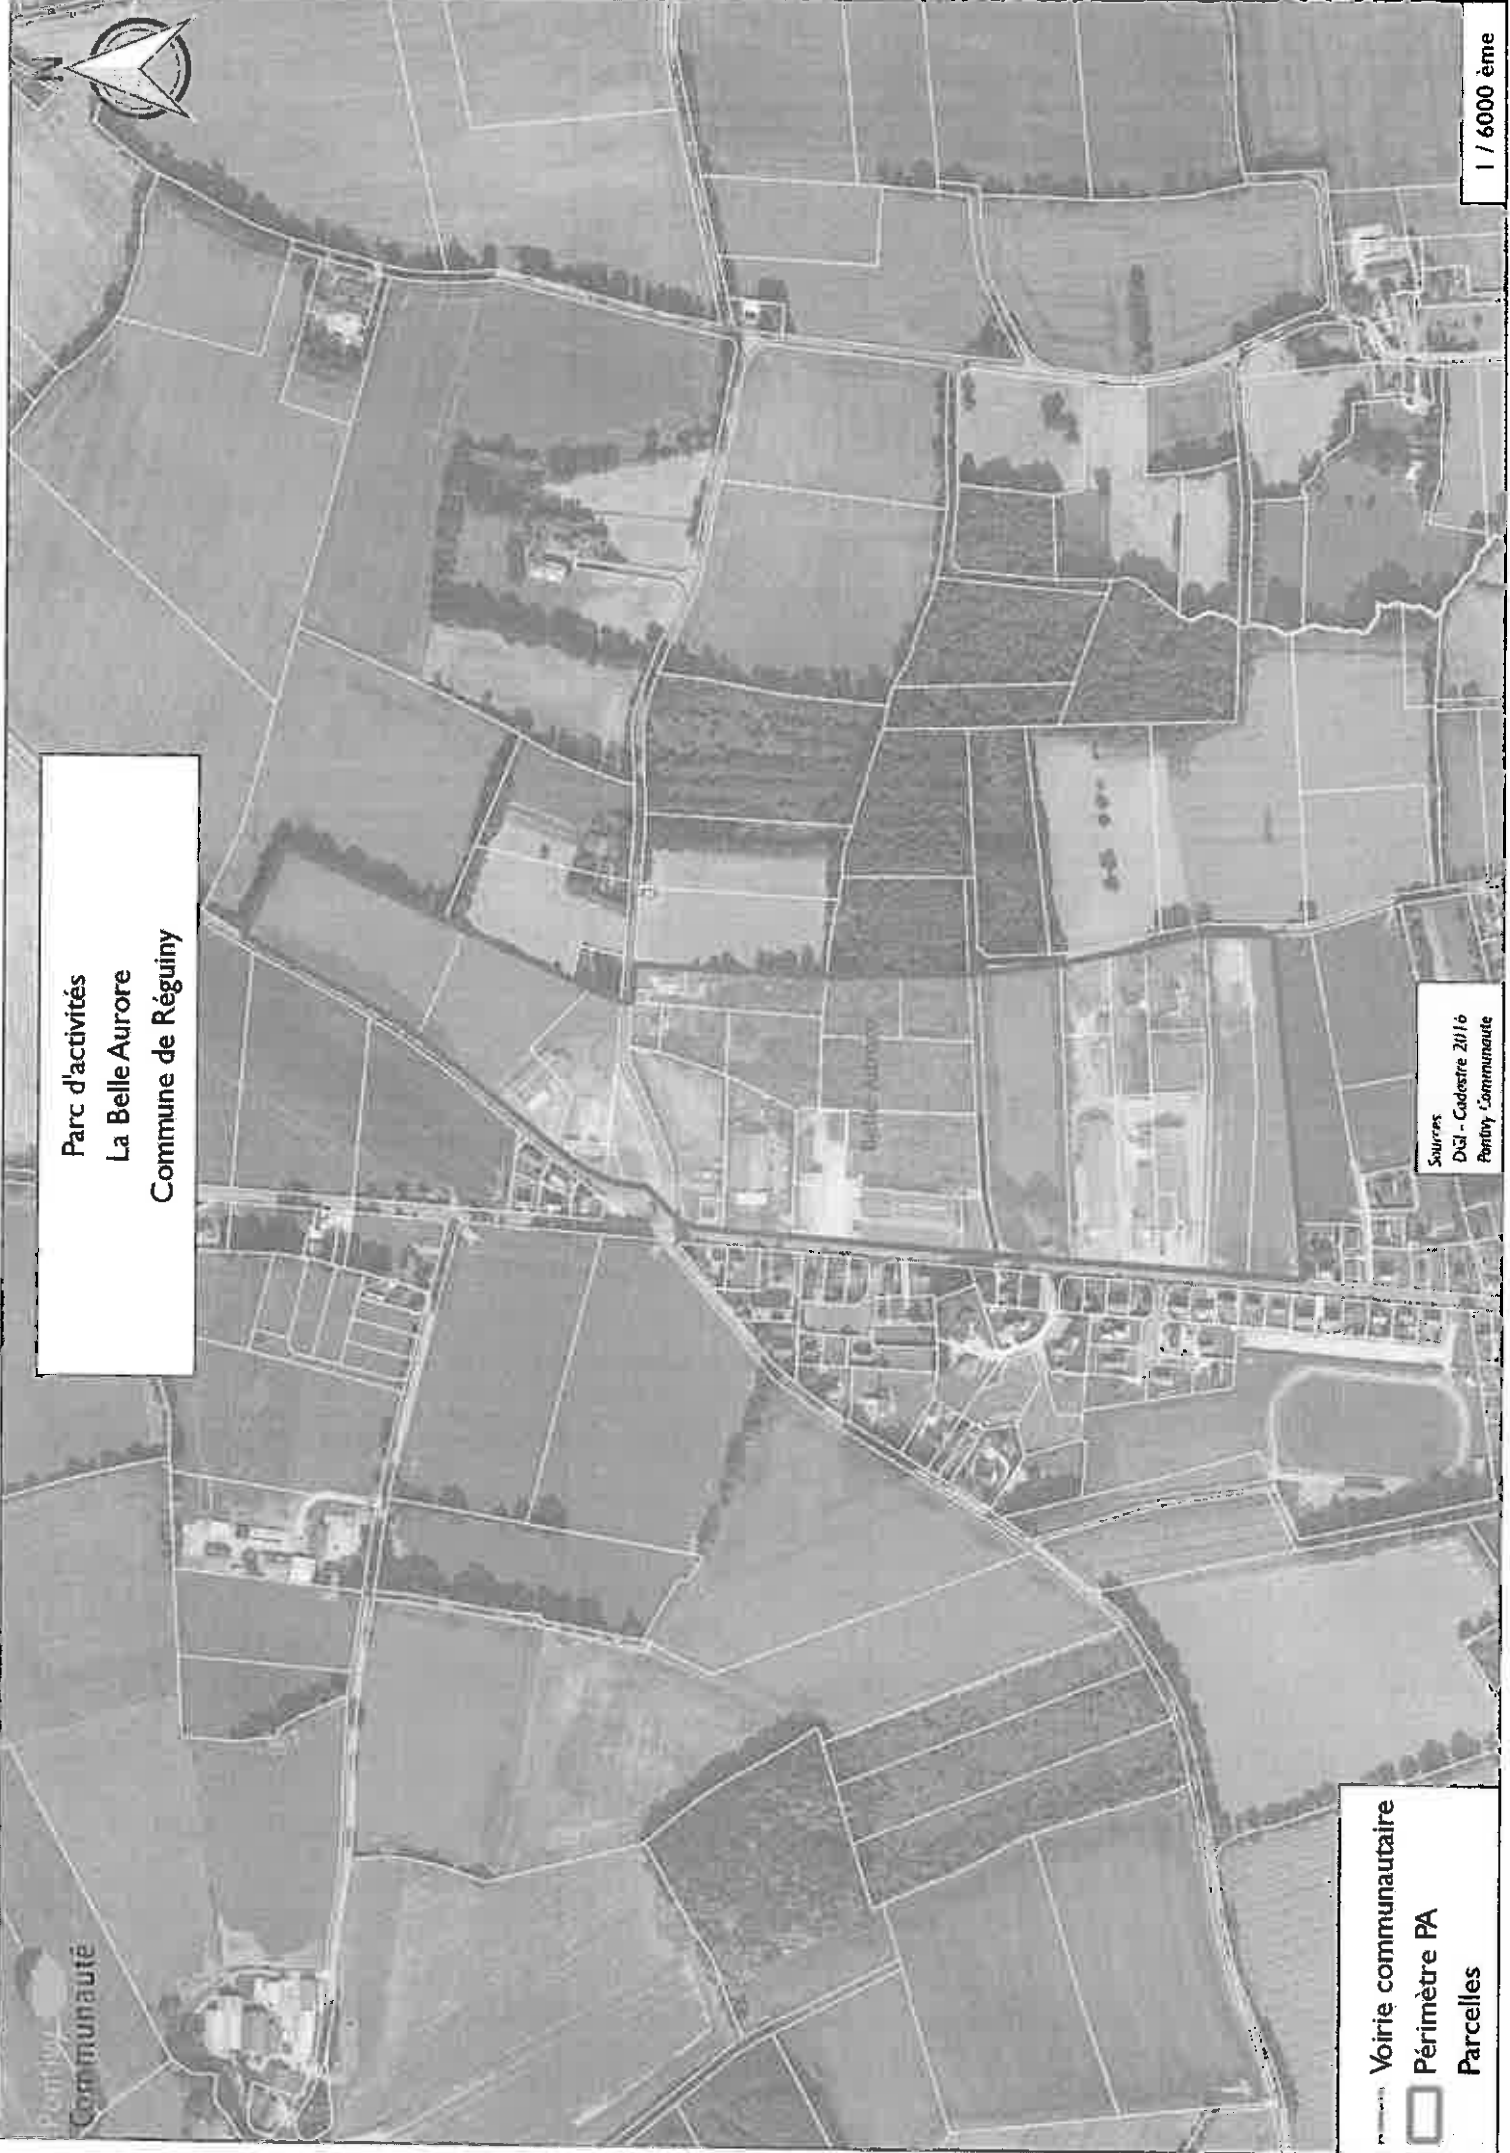 Pontivy
Communauté
Parc d'activités
La Belle Aurore
Commune de Réguiny
N
Voirie communautaire
Périmètre PA
Parcelles
Sources
DGI - Cadastre 2016
Pontivy Communauté
1 / 6000 ème